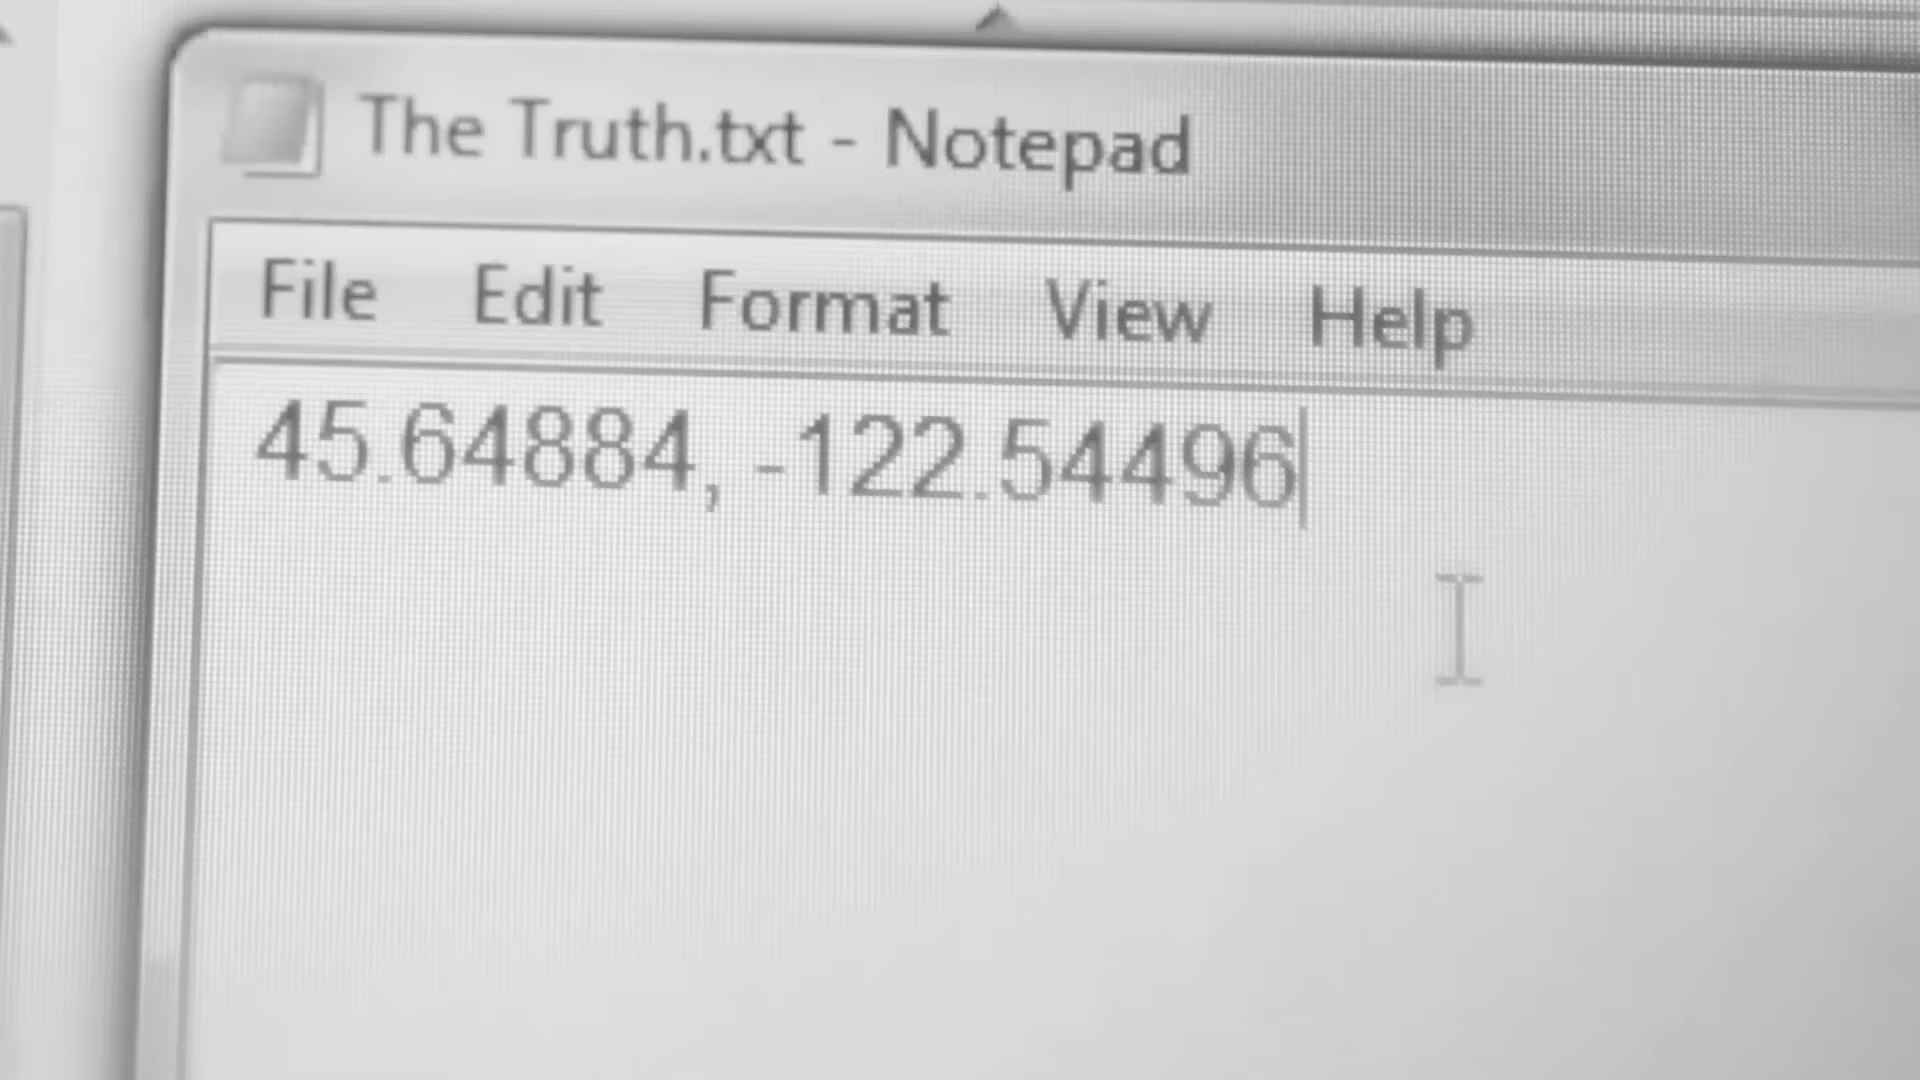 The Truth.txt - Notepad
File Edit Format View Help
45.64884, -122.54496